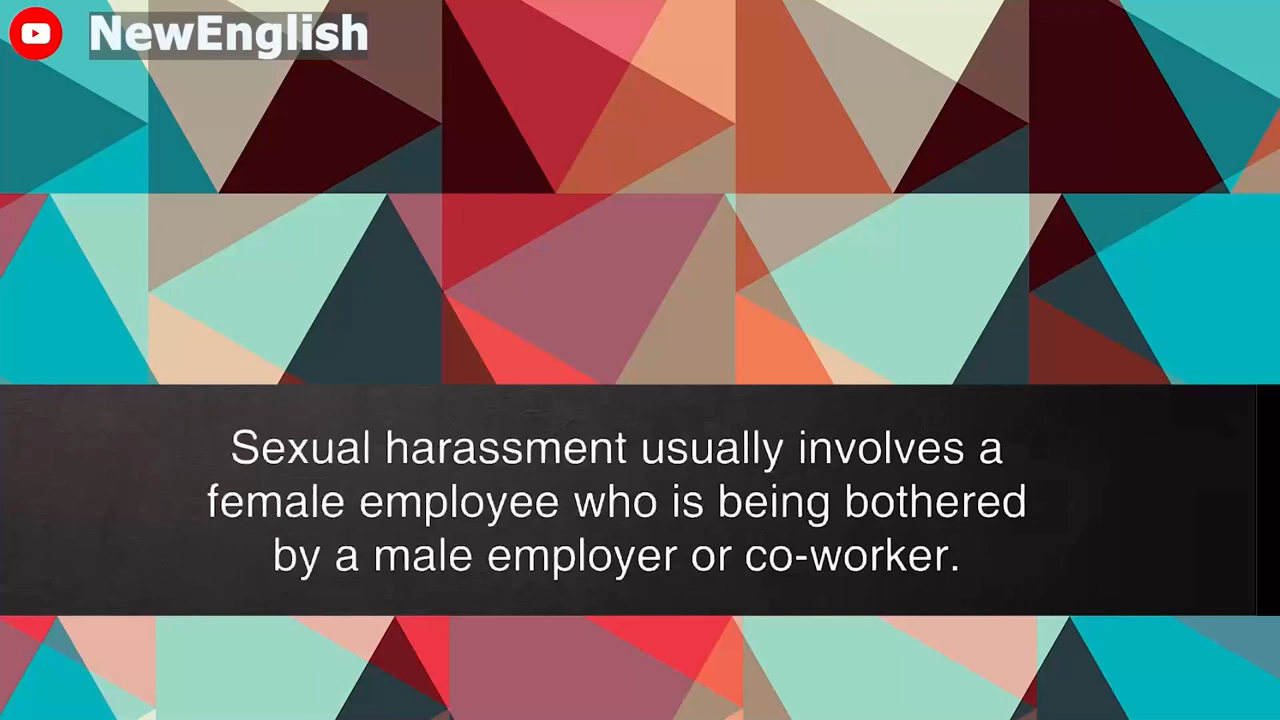 NewEnglish
Sexual harassment usually involves a
female employee who is being bothered
by a male employer or co-worker.